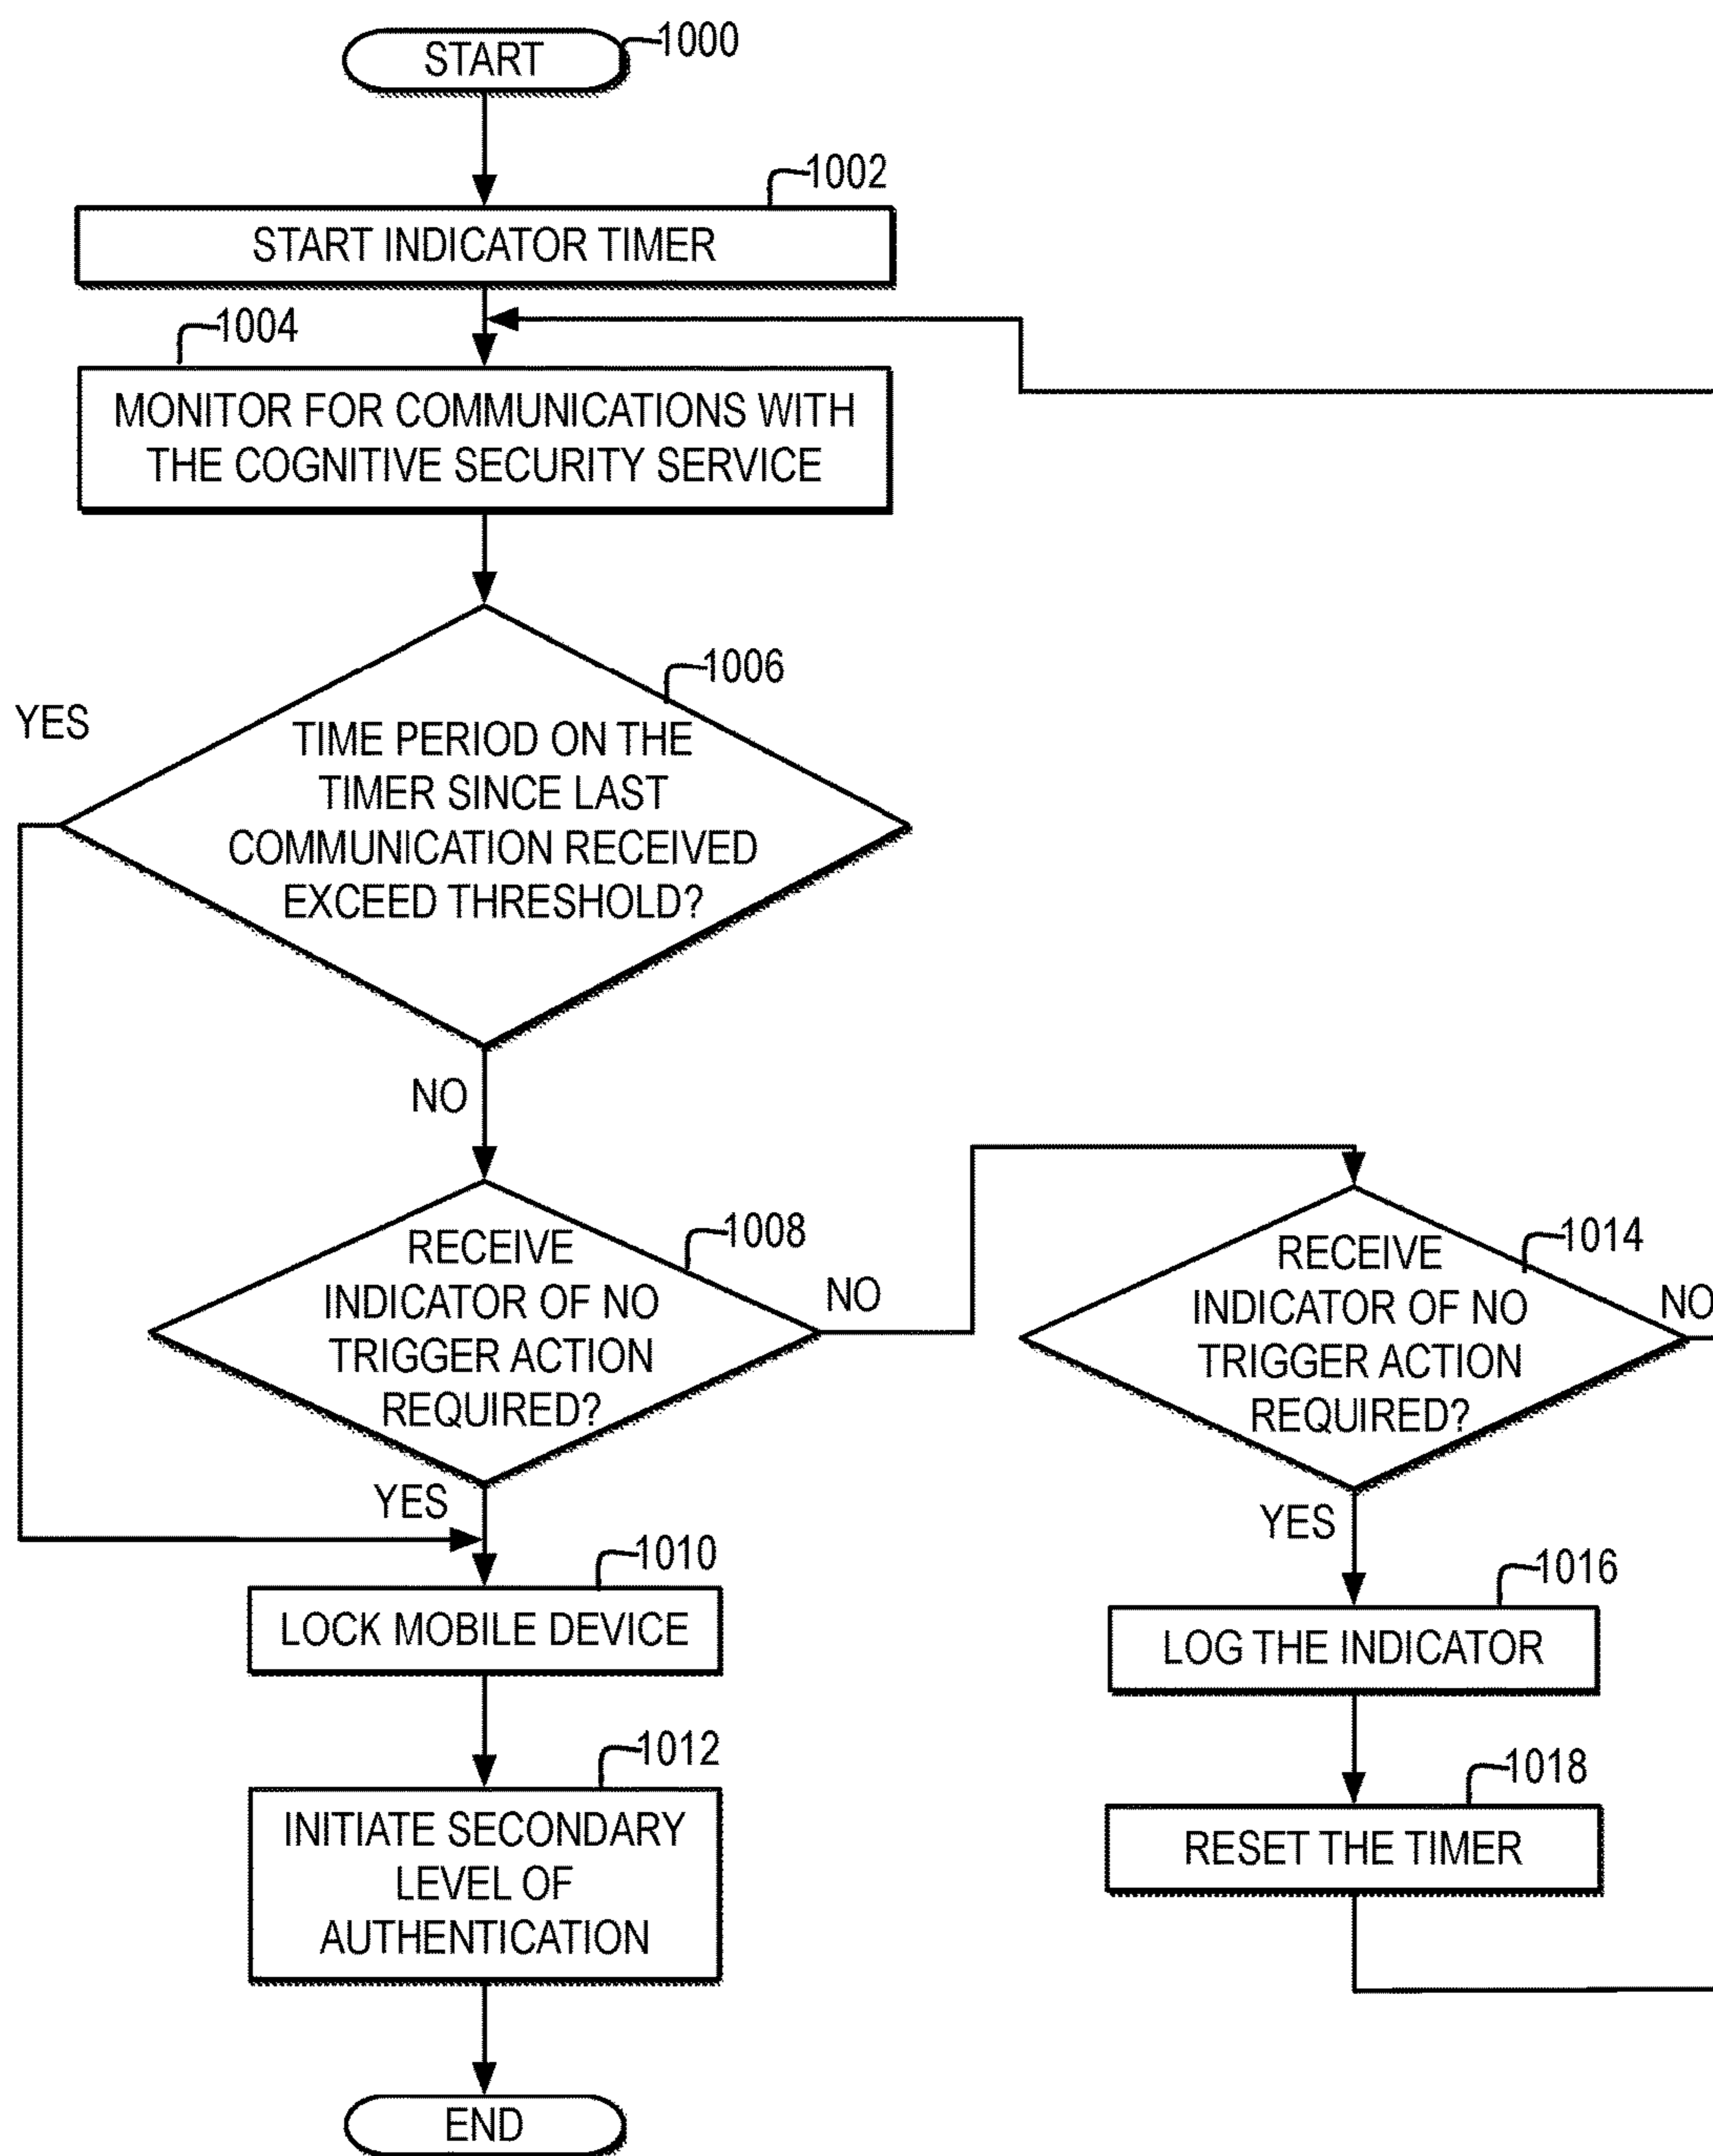 START
1000
1002
START INDICATOR TIMER
1004
MONITOR FOR COMMUNICATIONS WITH
THE COGNITIVE SECURITY SERVICE
1006
YES
TIME PERIOD ON THE
TIMER SINCE LAST
COMMUNICATION RECEIVED
EXCEED THRESHOLD?
NO
1008
RECEIVE
INDICATOR OF NO
TRIGGER ACTION
REQUIRED?
NO
YES
1014
RECEIVE
INDICATOR OF NO
TRIGGER ACTION
REQUIRED?
NO
YES
1010
LOCK MOBILE DEVICE
1016
LOG THE INDICATOR
1012
INITIATE SECONDARY
LEVEL OF
AUTHENTICATION
1018
RESET THE TIMER
END